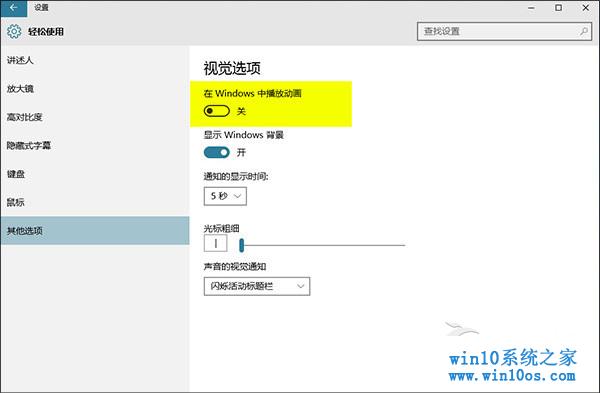 设置
轻松使用
查找设置
讲述人
放大镜
高对比度
隐藏式字幕
键盘
鼠标
其他选项
视觉选项
在 Windows 中播放动画
关
显示 Windows 背景
开
通知的显示时间:
5 秒
光标粗细
声音的视觉通知
闪烁活动标题栏
win10系统之家
www.win10os.com